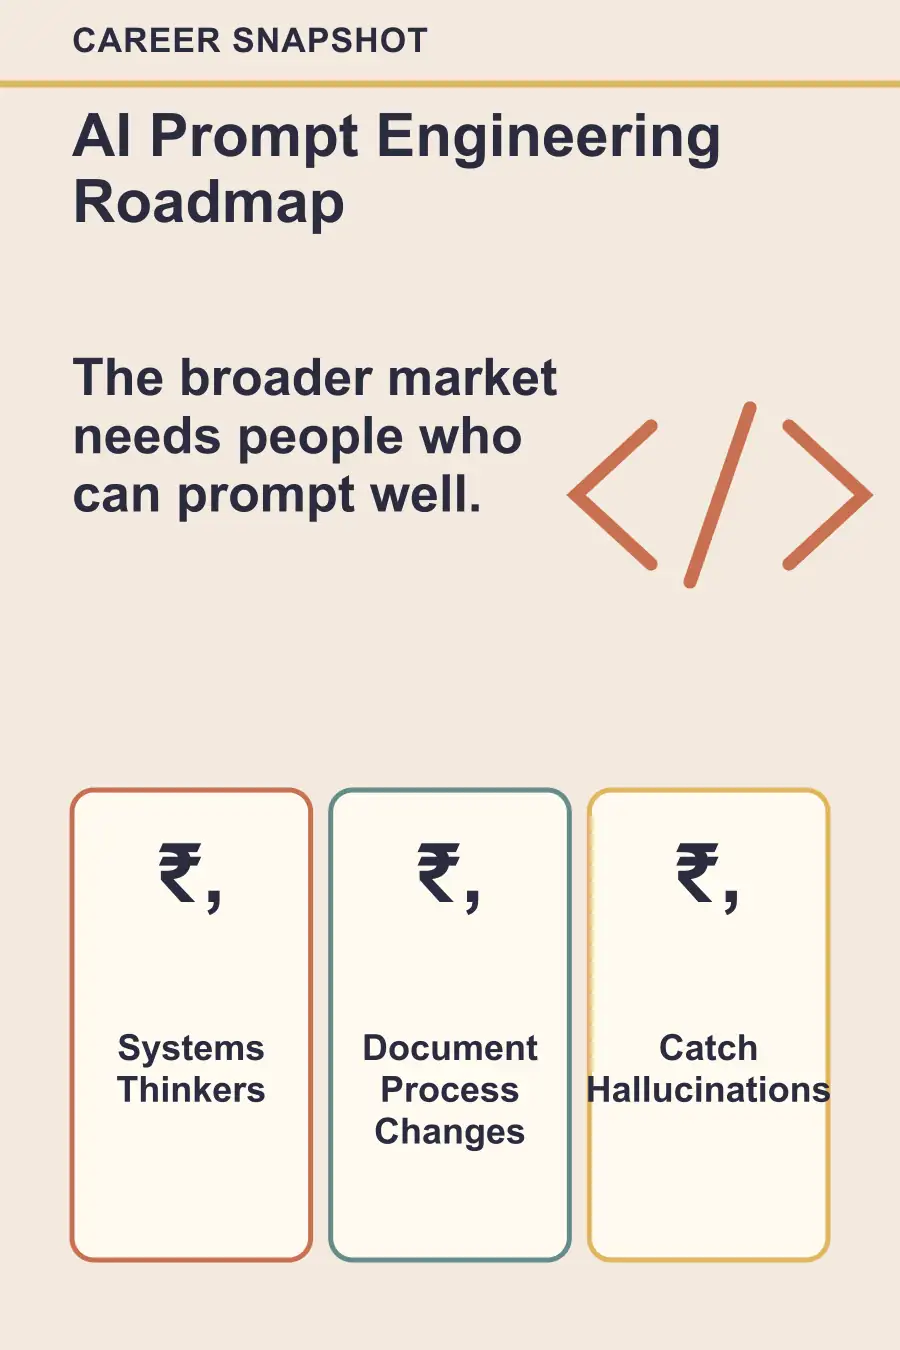 CAREER SNAPSHOT
AI Prompt Engineering
Roadmap
The broader market
needs people who
can prompt well.
</>
₹,
₹,
₹,
Systems
Thinkers
Document
Process
Changes
Catch
Hallucinations